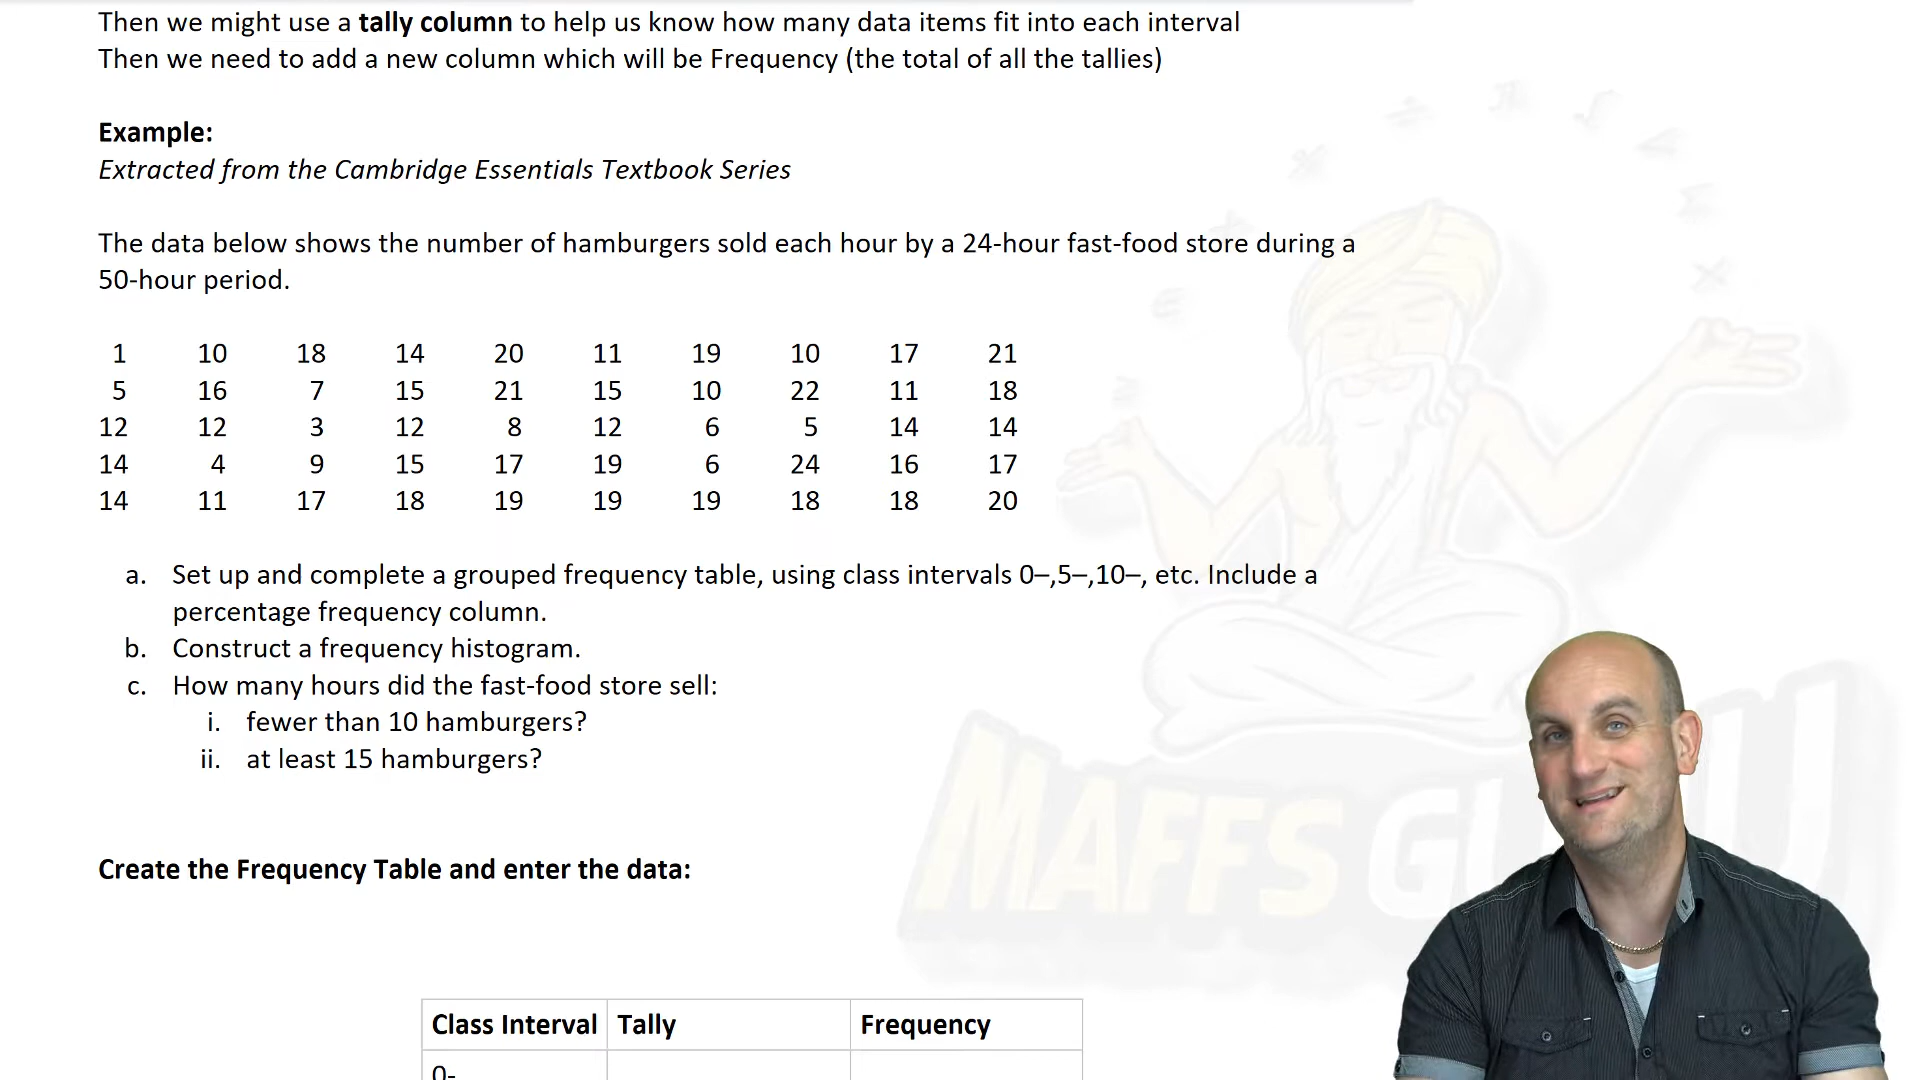 Then we might use a tally column to help us know how many data items fit into each interval
Then we need to add a new column which will be Frequency (the total of all the tallies)
Example:
Extracted from the Cambridge Essentials Textbook Series
The data below shows the number of hamburgers sold each hour by a 24-hour fast-food store during a
50-hour period.
1 10 18 14 20 11 19 10 17 21
5 16 7 15 21 15 10 22 11 18
12 12 3 12 8 12 6 5 14 14
14 4 9 15 17 19 6 24 16 17
14 11 17 18 19 19 19 18 18 20
a. Set up and complete a grouped frequency table, using class intervals 0–,5–,10–, etc. Include a
percentage frequency column.
b. Construct a frequency histogram.
c. How many hours did the fast-food store sell:
i. fewer than 10 hamburgers?
ii. at least 15 hamburgers?
MAFFS GURU
Create the Frequency Table and enter the data:
Class Interval Tally Frequency
0-